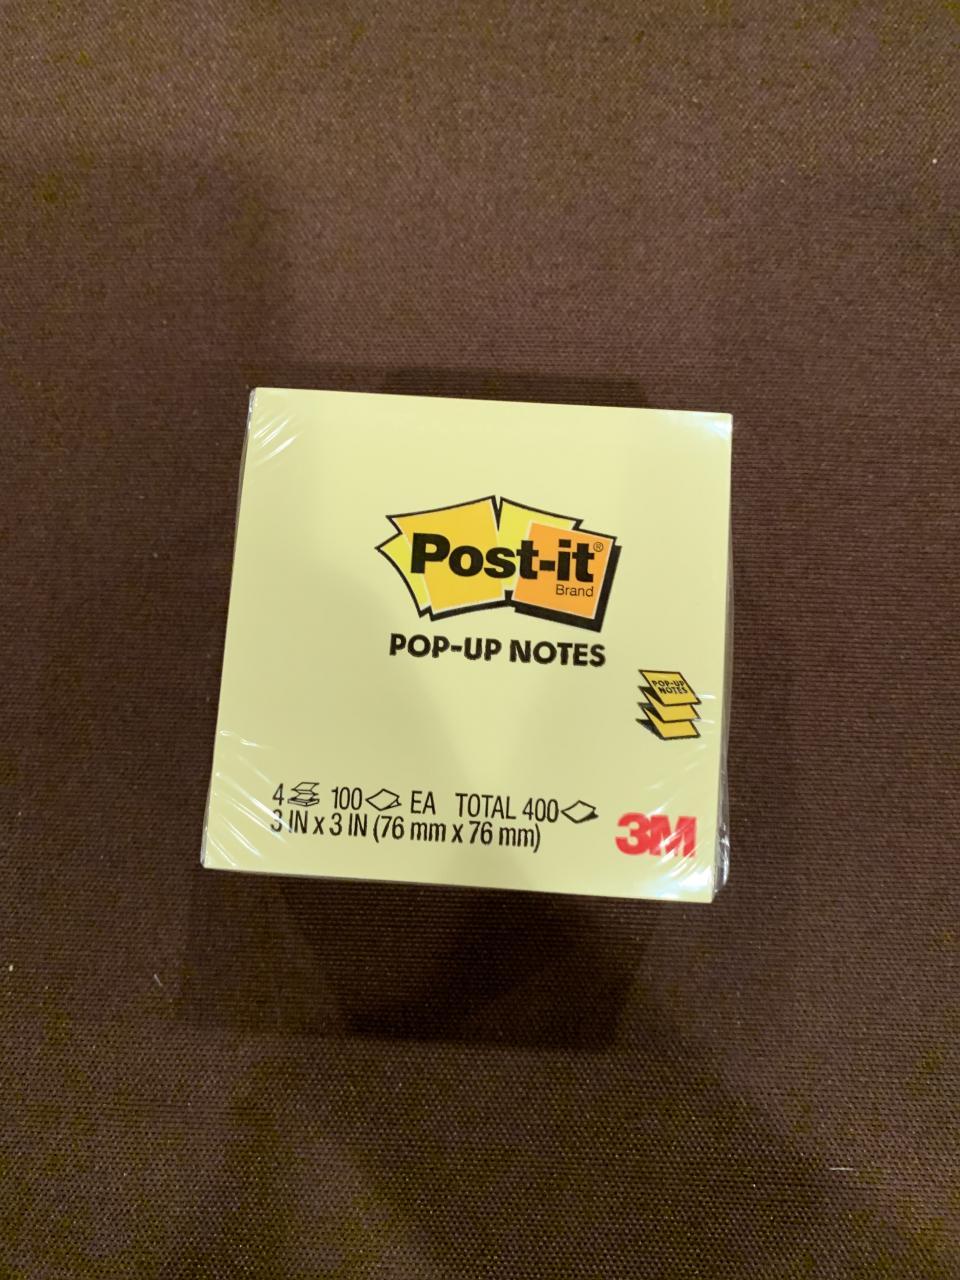 Post-it®
Brand
POP-UP NOTES
POP-UP
NOTES
4 100 EA TOTAL 400
3 IN x 3 IN (76 mm x 76 mm)
3M